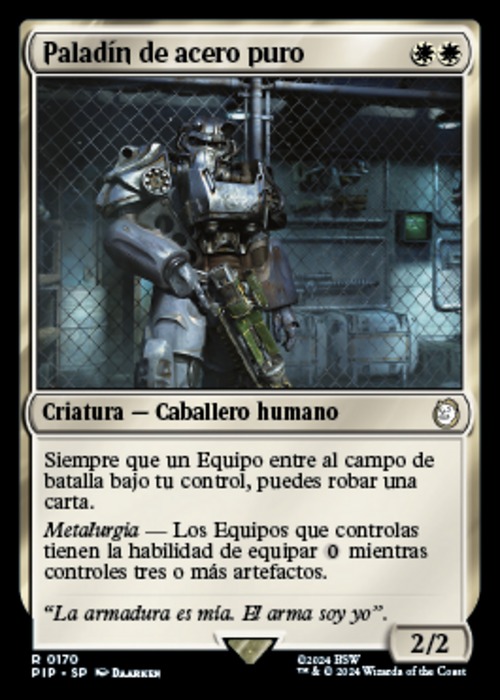 Paladín de acero puro
Criatura — Caballero humano
Siempre que un Equipo entre al campo de
batalla bajo tu control, puedes robar una
carta.
Metalurgia — Los Equipos que controlas
tienen la habilidad de equipar 0 mientras
controles tres o más artefactos.
“La armadura es mía. El arma soy yo”.
2/2
R 0170
PIP • SP DAARKEN
©2024 BSW
™ & © 2024 Wizards of the Coast